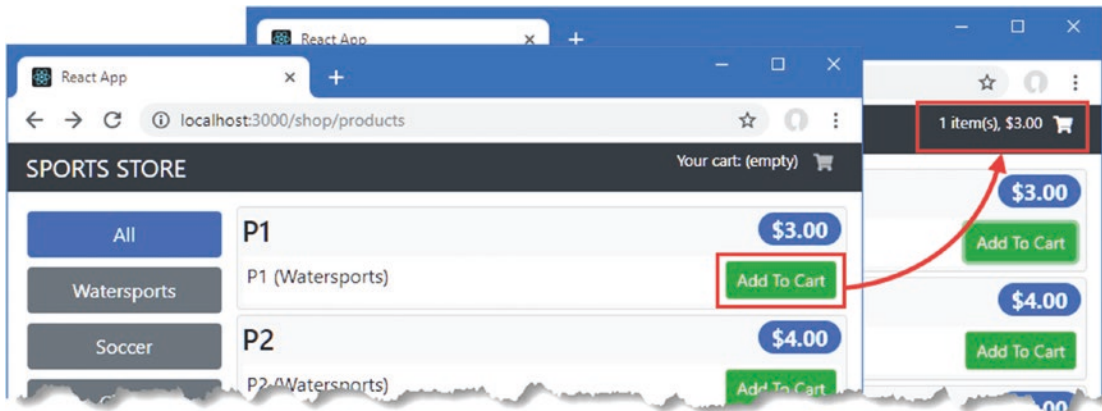 React App
React App
localhost:3000/shop/products
SPORTS STORE
Your cart: (empty)
1 item(s), $3.00
All
Watersports
Soccer
P1
$3.00
P1 (Watersports)
Add To Cart
P2
$4.00
P2 (Watersports)
Add To Cart
$3.00
Add To Cart
$4.00
Add To Cart